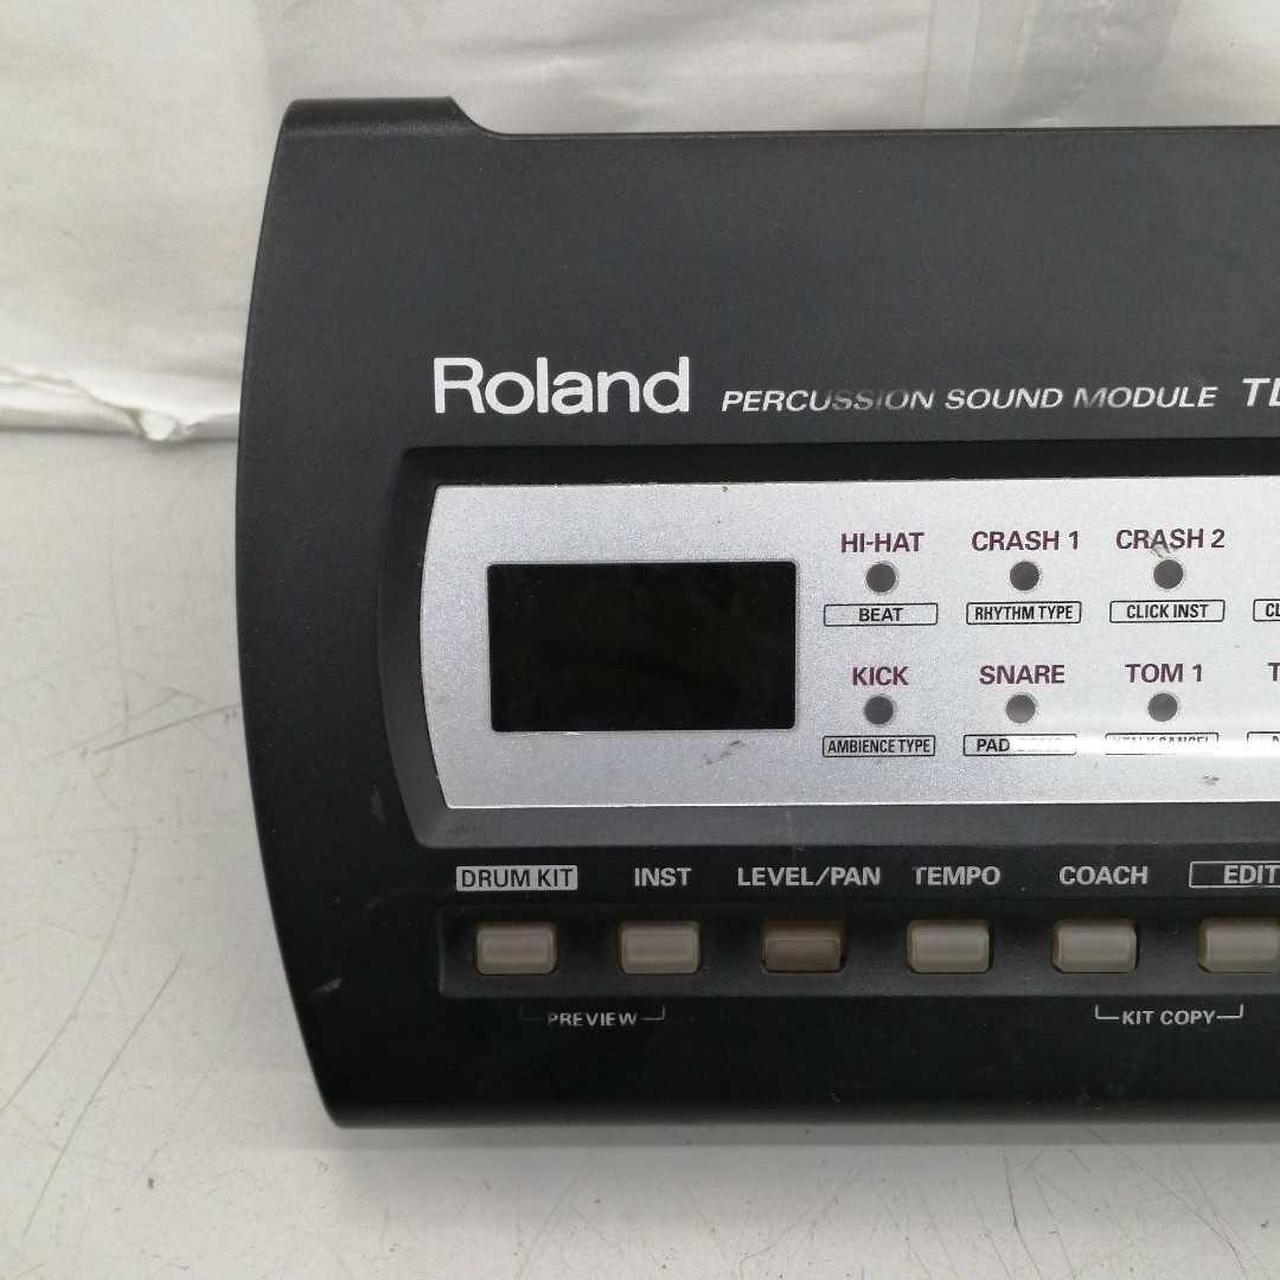 Roland PERCUSSION SOUND MODULE
HI-HAT CRASH 1 CRASH 2
BEAT RHYTHM TYPE CLICK INST
KICK SNARE TOM 1
AMBIENCE TYPE PAD
DRUM KIT INST LEVEL/PAN TEMPO COACH EDIT
PREVIEW KIT COPY